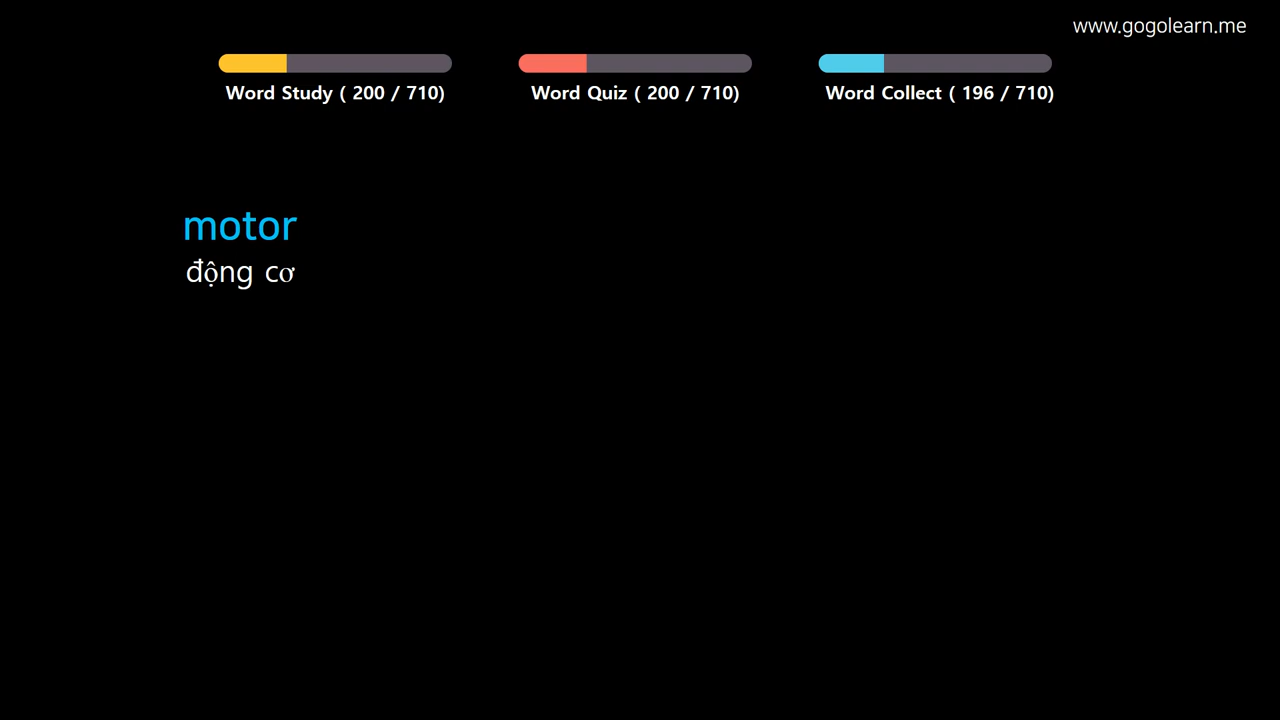 www.gogolearn.me
Word Study ( 200 / 710)
Word Quiz ( 200 / 710)
Word Collect ( 196 / 710)
motor
động cơ